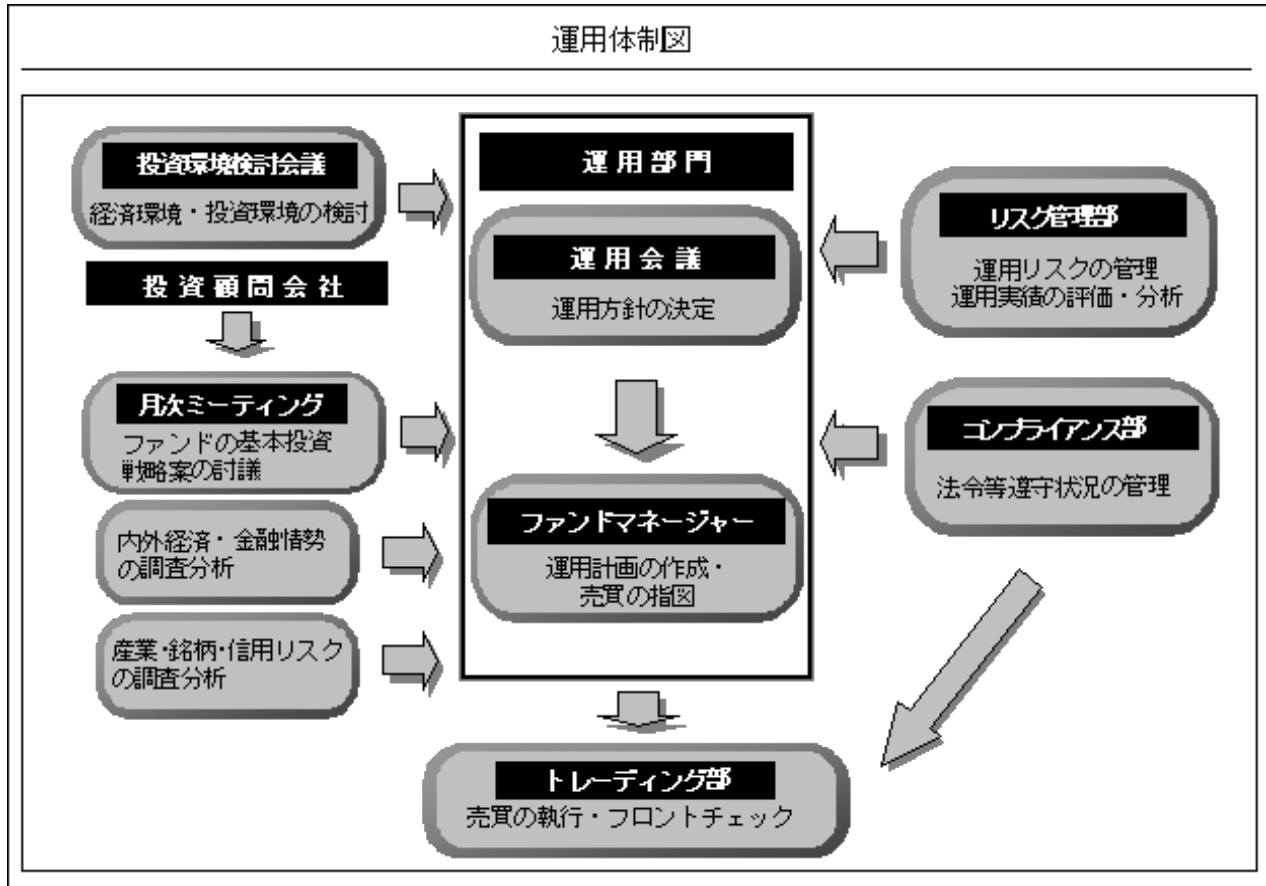 運用体制図
投資環境検討会議
経済環境・投資環境の検討
投資顧問会社
月次ミーティング
ファンドの基本投資
戦略案の討議
内外経済・金融情勢
の調査分析
産業・銘柄・信用リスク
の調査分析
運用部門
運用会議
運用方針の決定
ファンドマネージャー
運用計画の作成・
売買の指図
リスク管理部
運用リスクの管理
運用実績の評価・分析
コンプライアンス部
法令等遵守状況の管理
トレーディング部
売買の執行・フロントチェック